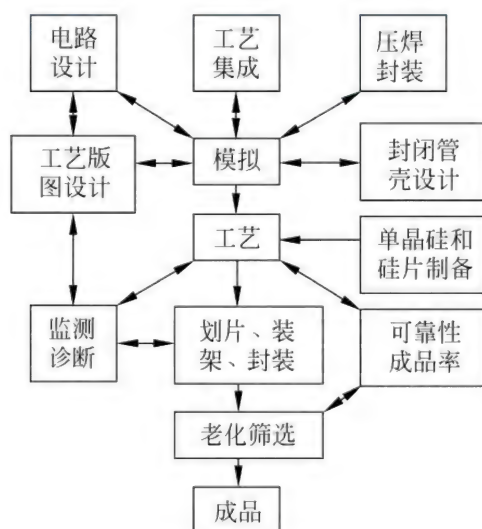 电路
设计
工艺
集成
压焊
封装
工艺版
图设计
模拟
封闭管
壳设计
工艺
单晶硅和
硅片制备
监测
诊断
划片、装
架、封装
可靠性
成品率
老化筛选
成品